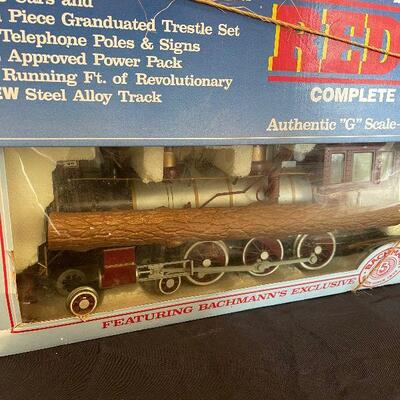 Cars and
Piece Granduated Trestle Set
Telephone Poles & Signs
Approved Power Pack
Running Ft. of Revolutionary
EW Steel Alloy Track
RED
COMPLETE
Authentic "G" Scale
FEATURING BACHMANN'S EXCLUSIVE
BACH
B